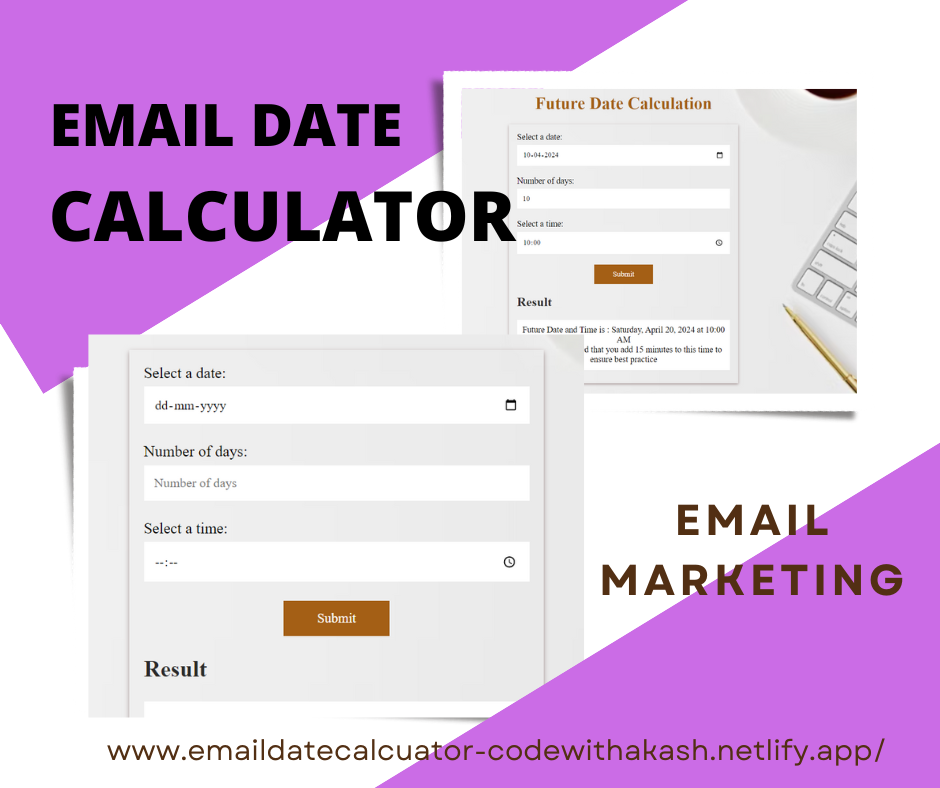 EMAIL DATE
CALCULATOR
Future Date Calculation
Select a date:
10-04-2024
Number of days:
10
Select a time:
10:00
Submit
Result
Future Date and Time is : Saturday, April 20, 2024 at 10:00
AM
d that you add 15 minutes to this time to
ensure best practice
Select a date:
dd-mm-yyyy
Number of days:
Number of days
Select a time:
--:--
Submit
Result
EMAIL
MARKETING
www.emaildatecalcuator-codewithakash.netlify.app/